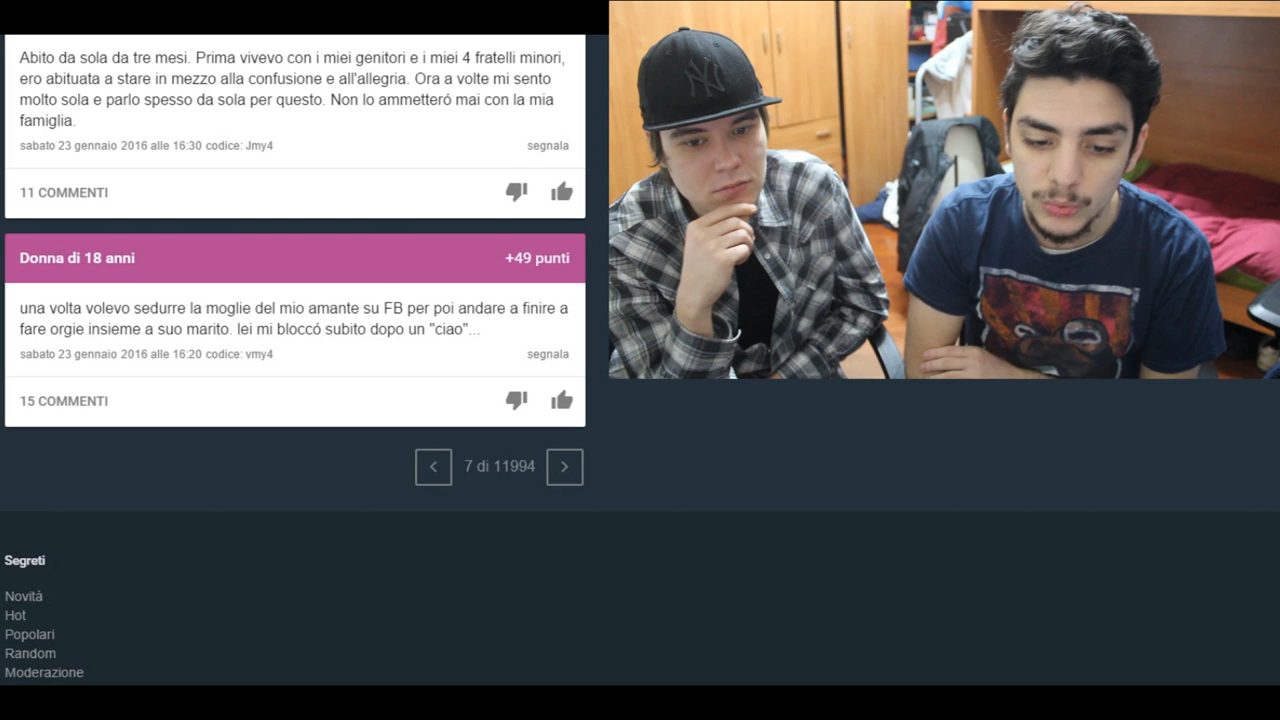 Abito da sola da tre mesi. Prima vivevo con i miei genitori e i miei 4 fratelli minori,
ero abituata a stare in mezzo alla confusione e all'allegria. Ora a volte mi sento
molto sola e parlo spesso da sola per questo. Non lo ammetteró mai con la mia
famiglia.
sabato 23 gennaio 2016 alle 16:30 codice: Jmy4 segnala
11 COMMENTI
Donna di 18 anni +49 punti
una volta volevo sedurre la moglie del mio amante su FB per poi andare a finire a
fare orgie insieme a suo marito. lei mi bloccó subito dopo un "ciao"...
sabato 23 gennaio 2016 alle 16:20 codice: vmy4 segnala
15 COMMENTI
7 di 11994
Segreti
Novità
Hot
Popolari
Random
Moderazione
NY